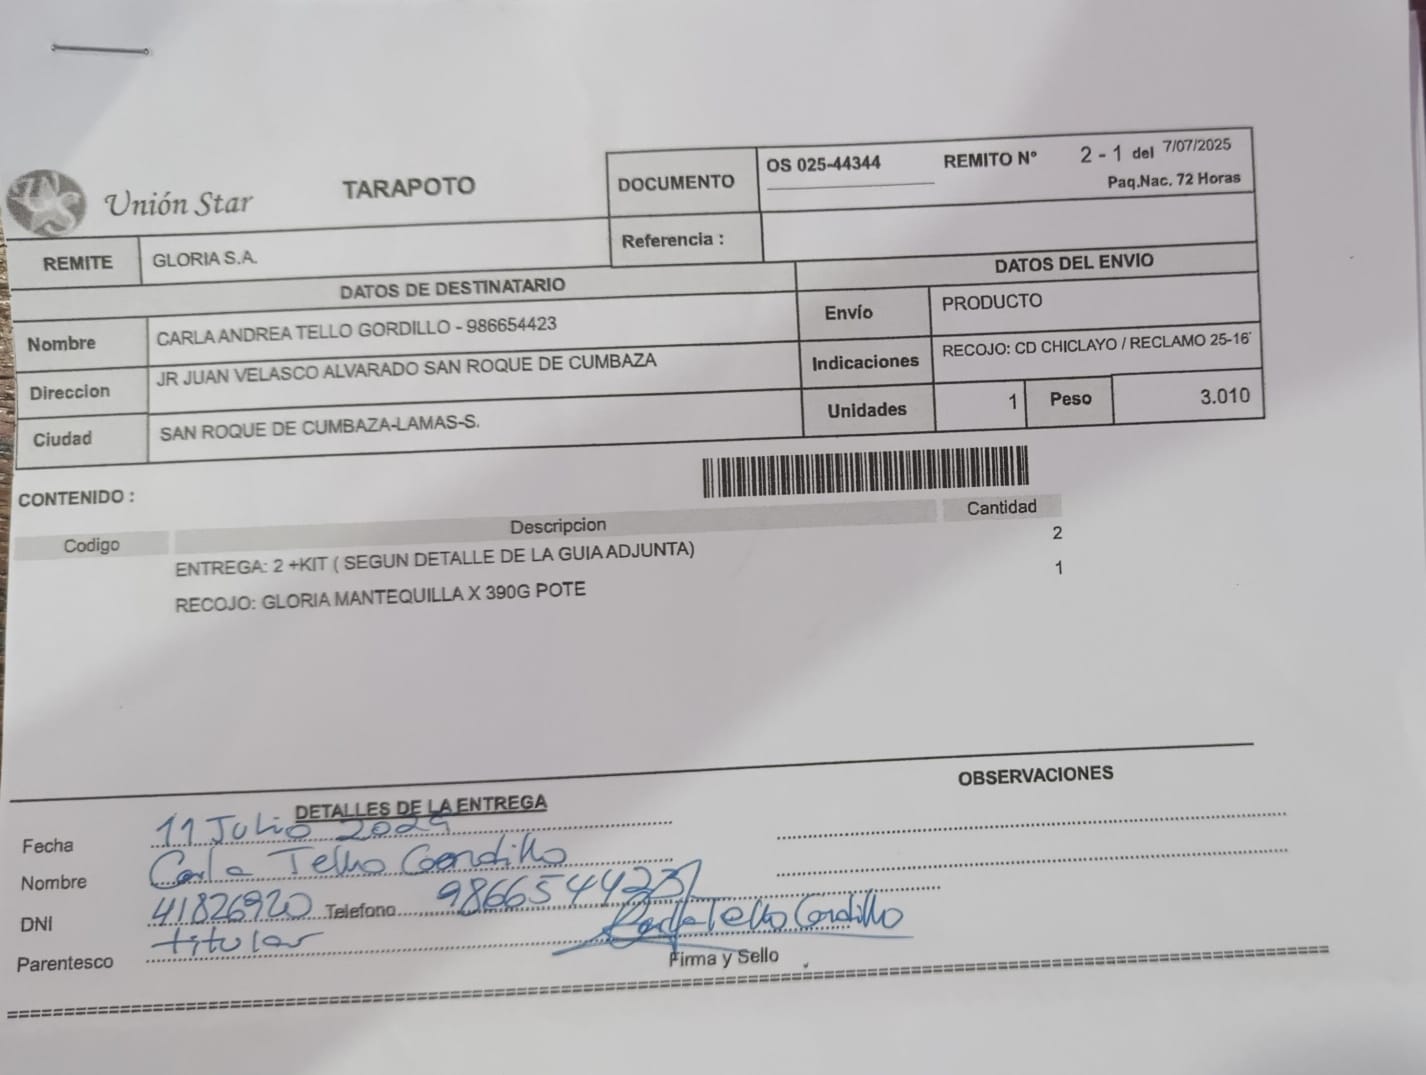 Unión Star
TARAPOTO
DOCUMENTO
OS 025-44344
REMITO Nº 2 - 1 del 7/07/2025
Paq.Nac. 72 Horas
Referencia :
REMITE GLORIA S.A.
DATOS DE DESTINATARIO
Nombre CARLA ANDREA TELLO GORDILLO - 986654423
Direccion JR JUAN VELASCO ALVARADO SAN ROQUE DE CUMBAZA
Ciudad SAN ROQUE DE CUMBAZA-LAMAS-S.
DATOS DEL ENVIO
Envío PRODUCTO
Indicaciones RECOJO: CD CHICLAYO / RECLAMO 25-16
Unidades 1 Peso 3.010
CONTENIDO :
Codigo Descripcion Cantidad
ENTREGA: 2 +KIT ( SEGUN DETALLE DE LA GUIA ADJUNTA) 2
RECOJO: GLORIA MANTEQUILLA X 390G POTE 1
DETALLES DE LA ENTREGA
OBSERVACIONES
Fecha 11 Julio
Nombre Carla Tello Gordillo
DNI 41826920 Telefono 986654423
Parentesco titular
Carla Tello Gordillo
Firma y Sello